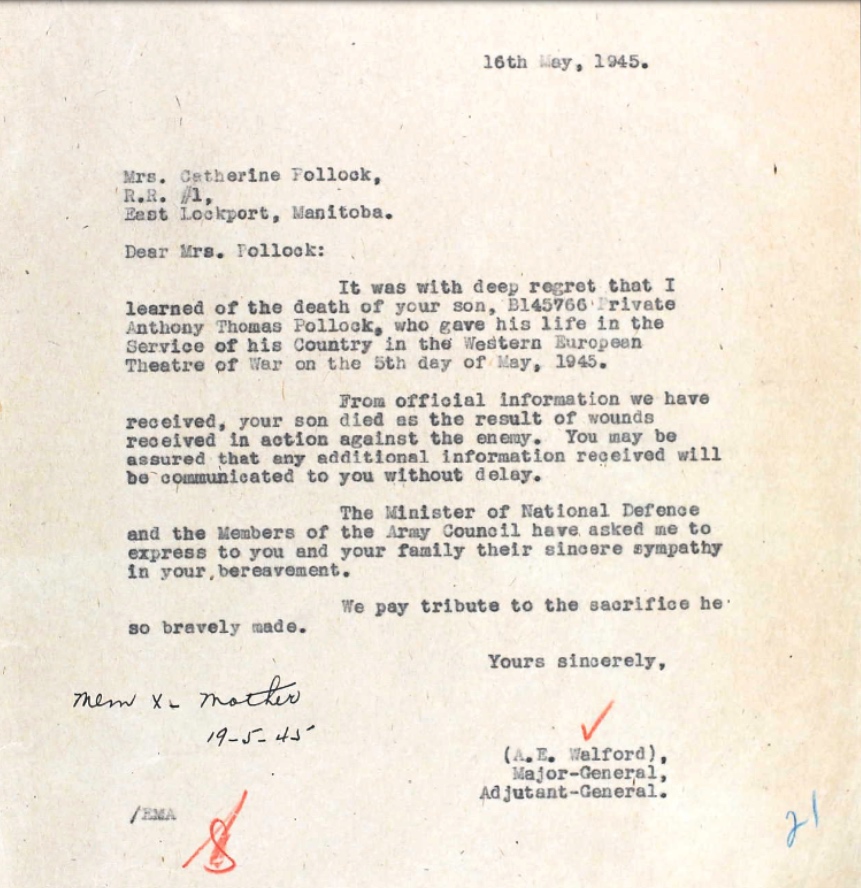 16th May, 1945.
Mrs. Catherine Pollock,
R.R. #1,
East Lockport, Manitoba.
Dear Mrs. Pollock:
It was with deep regret that I
learned of the death of your son, B145766 Private
Anthony Thomas Pollock, who gave his life in the
Service of his Country in the Western European
Theatre of War on the 5th day of May, 1945.
From official information we have
received, your son died as the result of wounds
received in action against the enemy. You may be
assured that any additional information received will
be communicated to you without delay.
The Minister of National Defence
and the Members of the Army Council have asked me to
express to you and your family their sincere sympathy
in your bereavement.
We pay tribute to the sacrifice he
so bravely made.
Yours sincerely,
Mem X- Mother
19-5-45
(A.E. Walford),
Major-General,
Adjutant-General.
/EMA
21